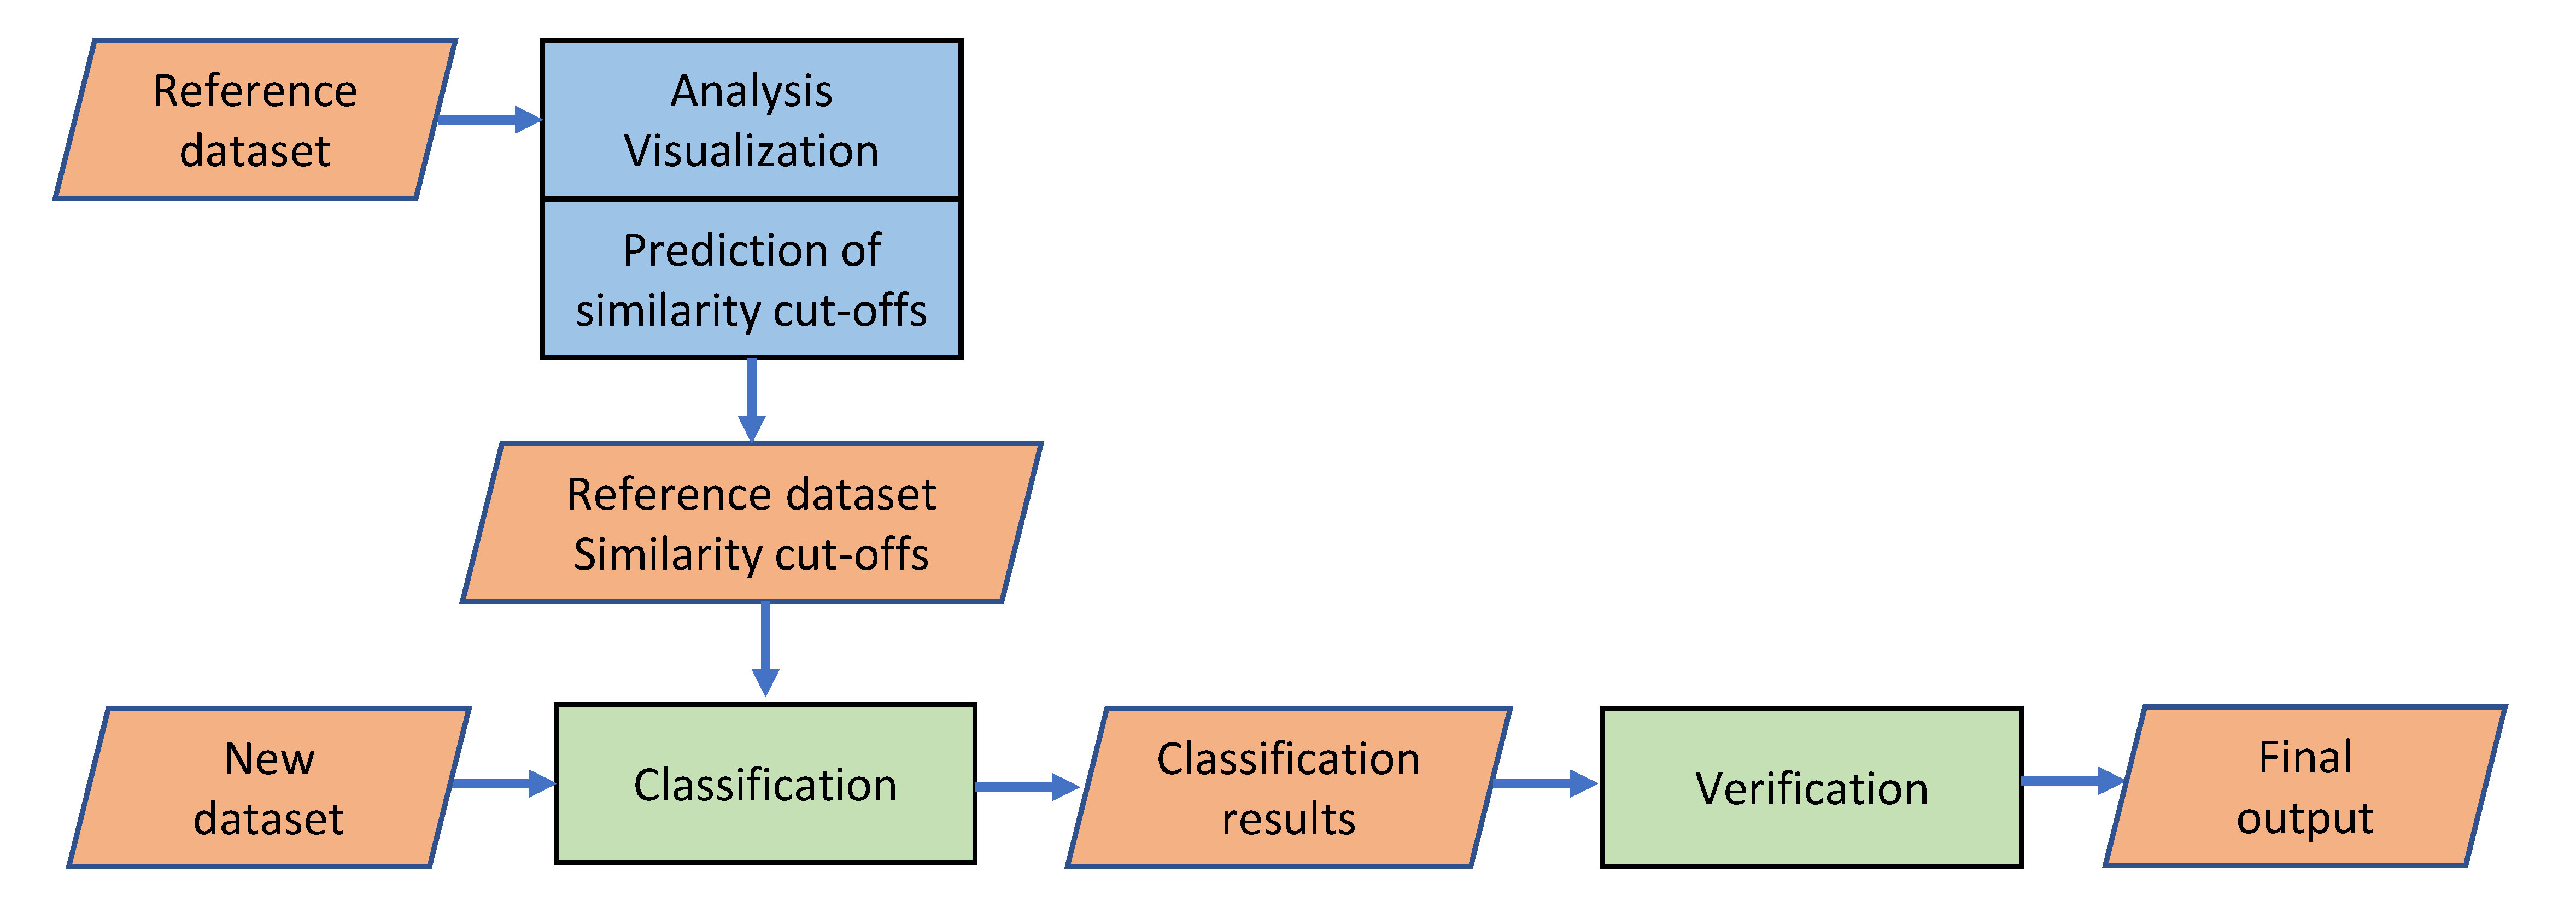 Reference
dataset
Analysis
Visualization
Prediction of
similarity cut-offs
Reference dataset
Similarity cut-offs
New
dataset
Classification
Classification
results
Verification
Final
output